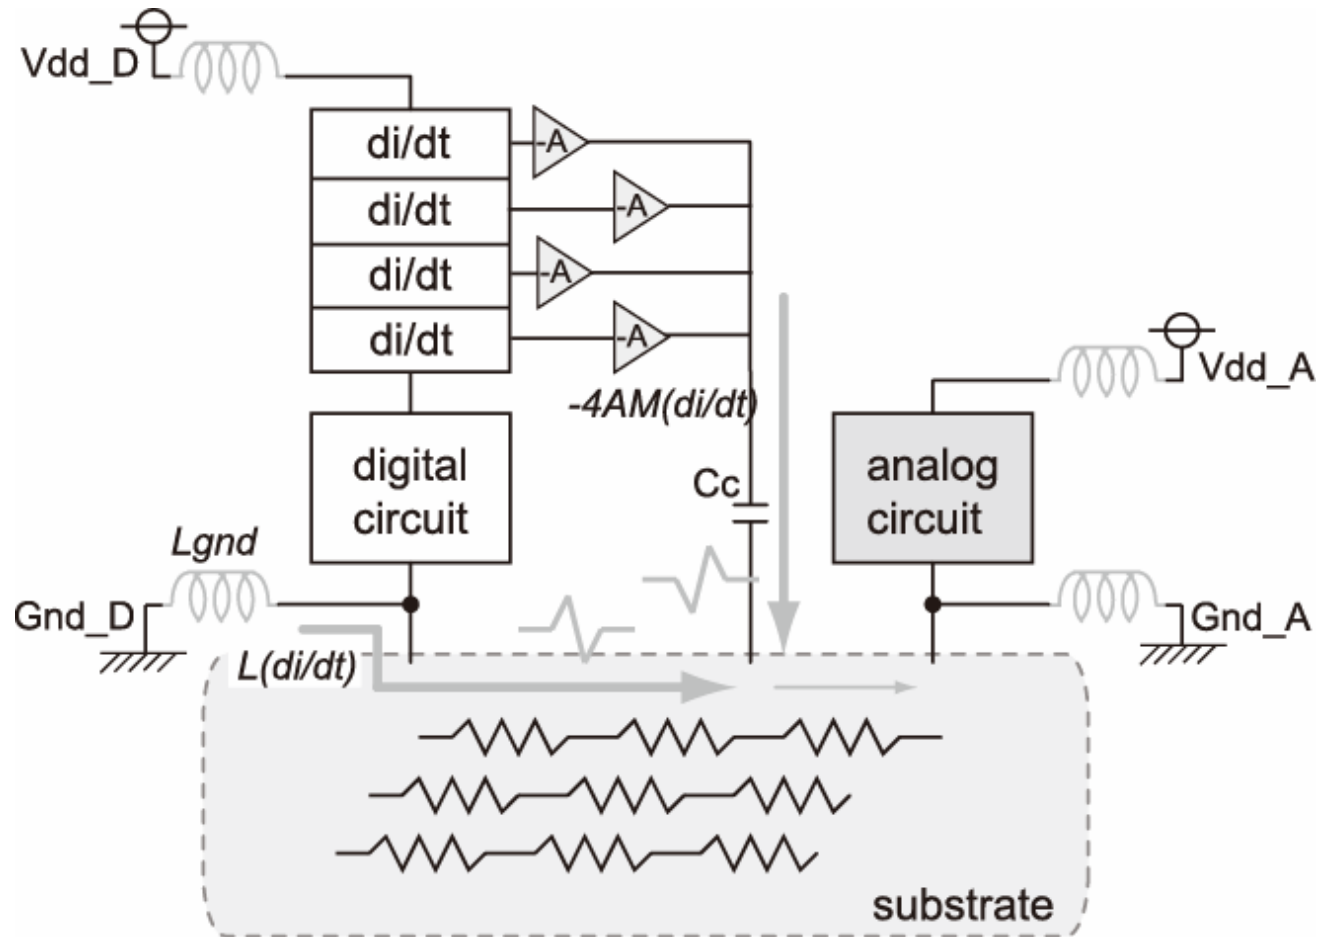 Vdd_D
di/dt
-A
di/dt
-A
di/dt
-A
di/dt
-A
-4AM(di/dt)
Vdd_A
digital
circuit
Cc
analog
circuit
Lgnd
Gnd_D
Gnd_A
L(di/dt)
substrate